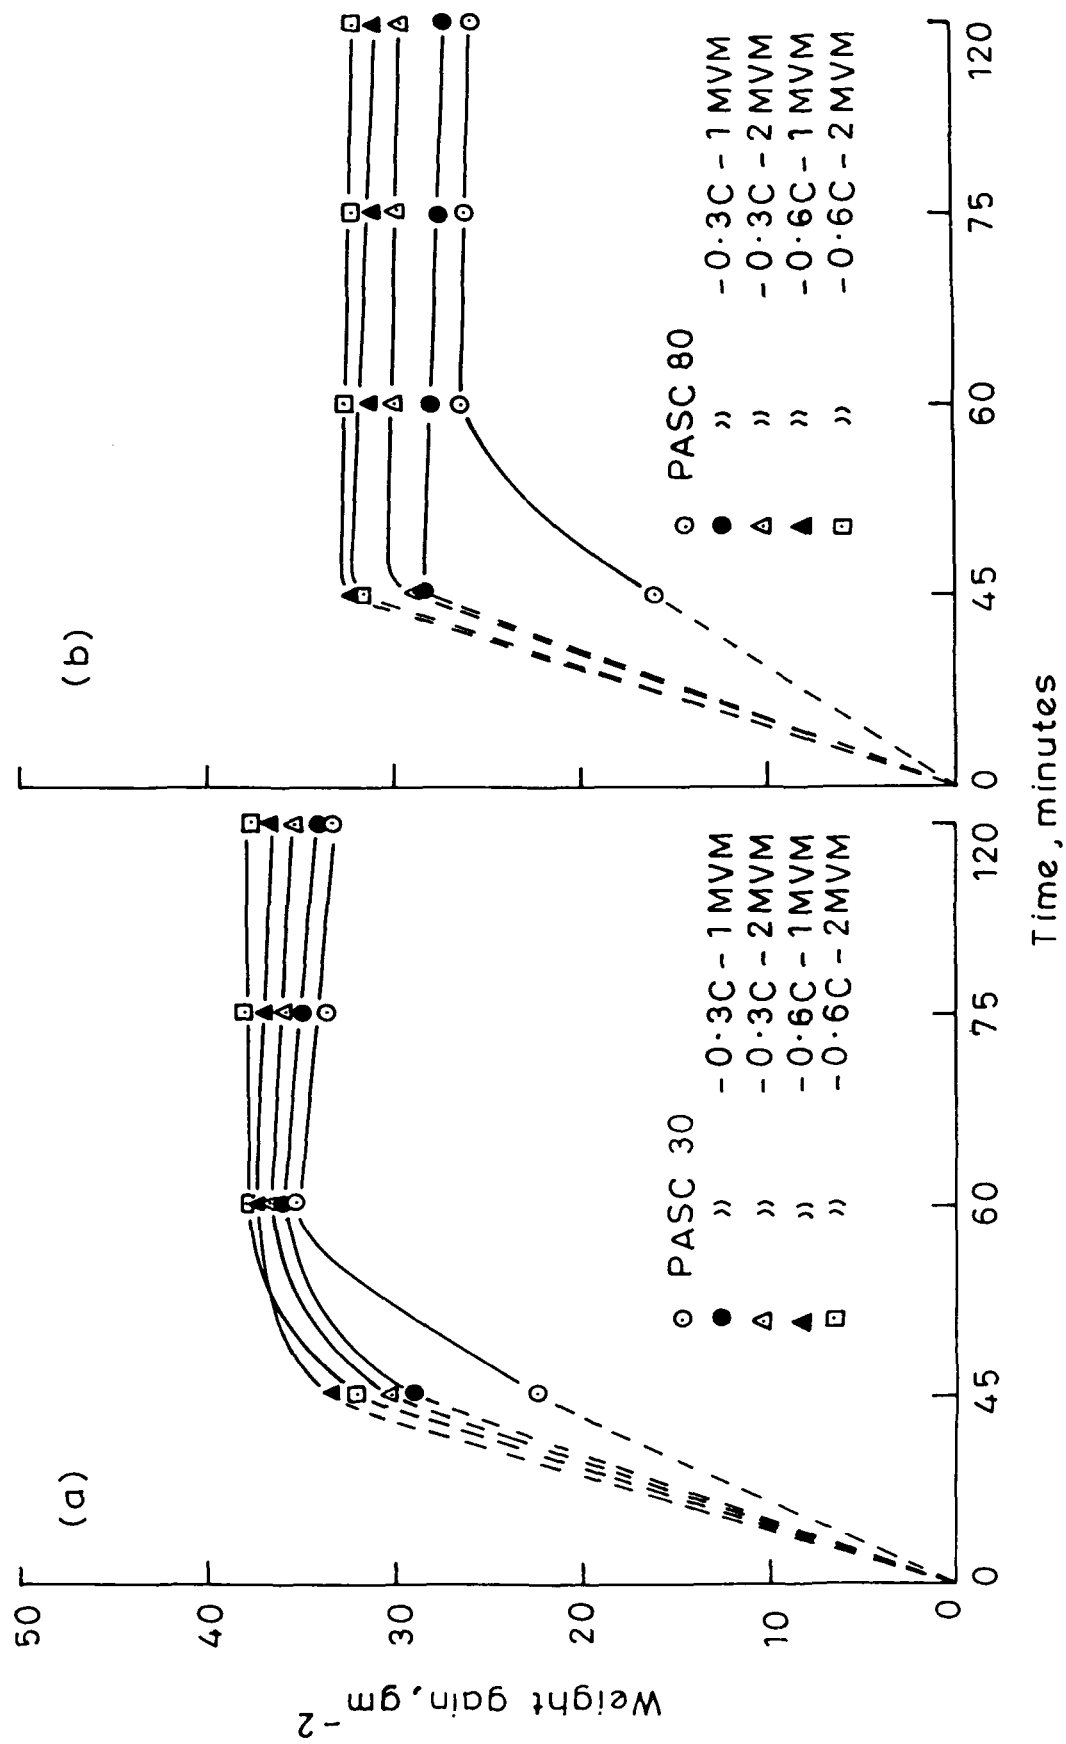 (a)
(b)
Weight gain, gm⁻²
50
40
30
20
10
0
0 45 60 75 120
0 45 60 75 120
Time, minutes
PASC 30
” -0·3C - 1MVM
” -0·3C - 2MVM
” -0·6C - 1MVM
” -0·6C - 2MVM
PASC 80
” -0·3C - 1MVM
” -0·3C - 2MVM
” -0·6C - 1MVM
” -0·6C - 2MVM